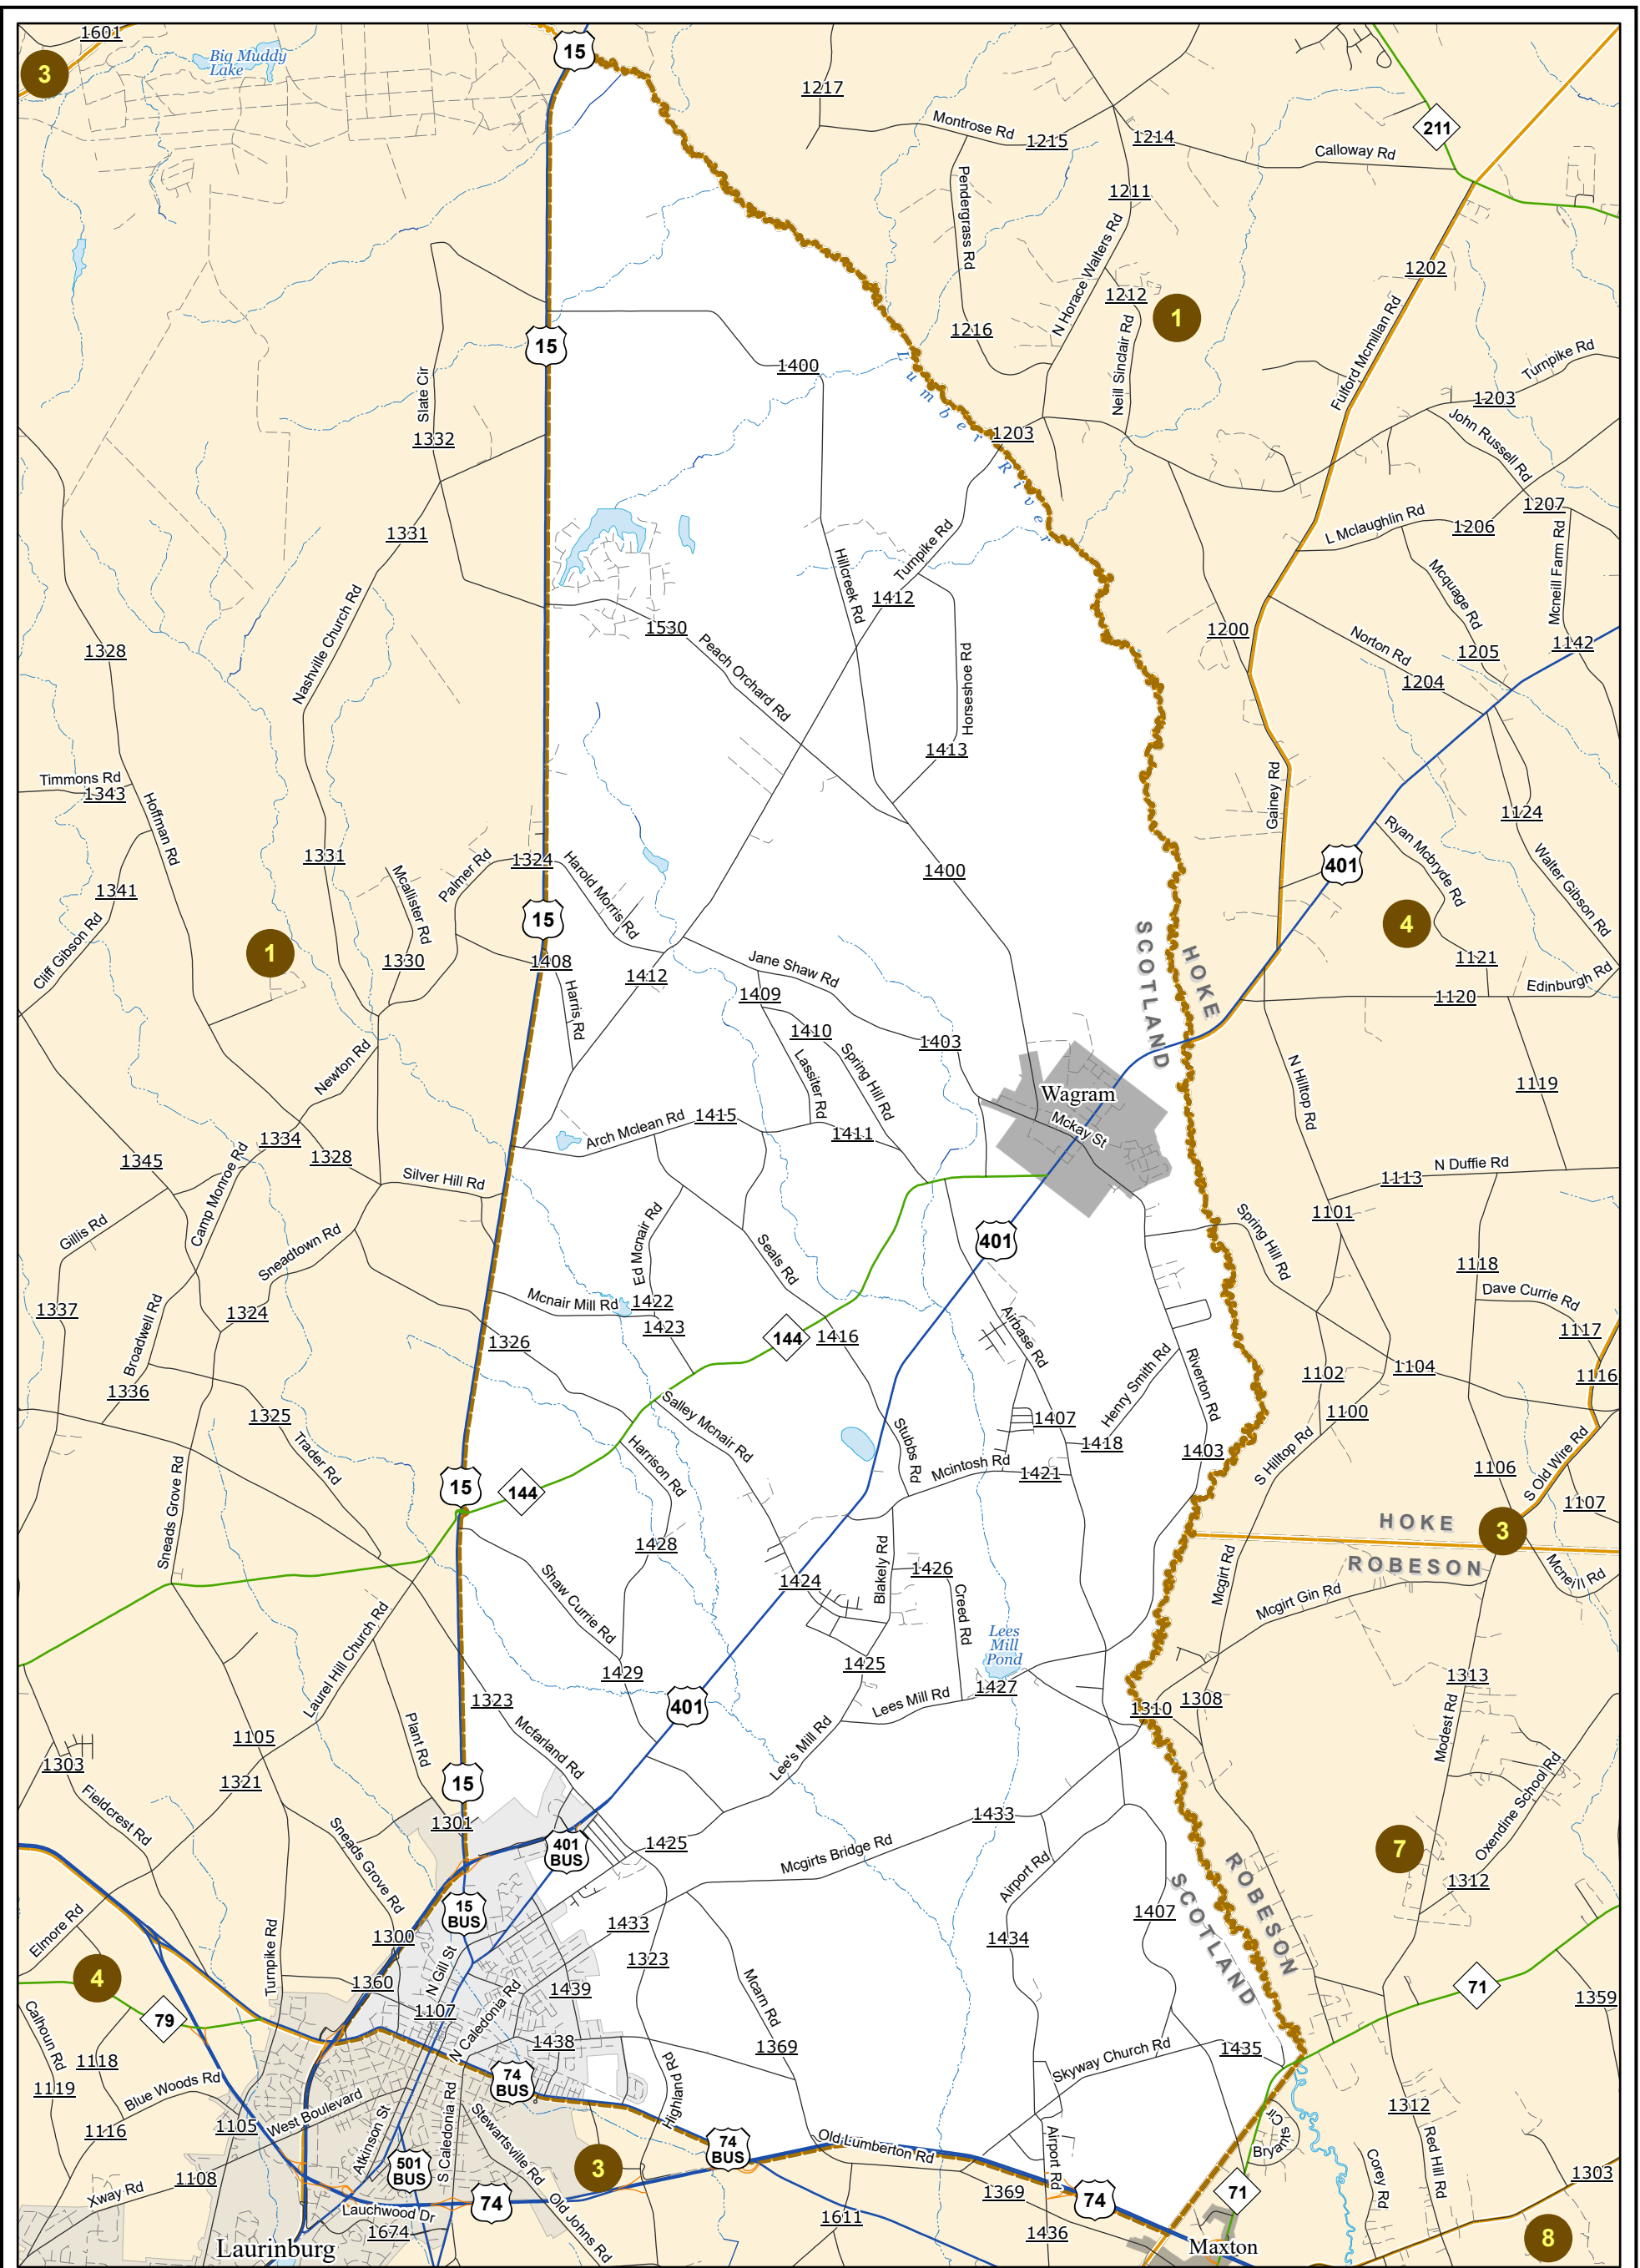 1601
3
Big Muddy
Lake
15
1217
Montrose Rd
1215
1214
211
Calloway Rd
Pendergrass Rd
1211
N Horace Walters Rd
1202
1212
1
1216
Neill Sinclair Rd
Fulford Mcmillan Rd
15
Turnpike Rd
1400
Slate Cir
1203
Lumber River
1332
1203
John Russell Rd
1207
1331
L Mclaughlin Rd
1206
Turnpike Rd
Hillcreek Rd
Mcquage Rd
Mcneill Farm Rd
1412
Nashville Church Rd
1530
1200
Peach Orchard Rd
Norton Rd
1142
1328
1205
1204
Horseshoe Rd
1413
Timmons Rd
1343
Hoffman Rd
Gainey Rd
1124
Ryan Mcbryde Rd
1331
1324
401
Palmer Rd
Harold Morris Rd
Mcallister Rd
1400
Walter Gibson Rd
1341
15
4
Cliff Gibson Rd
1
SCOTLAND
HOKE
1330
1408
1412
Jane Shaw Rd
1121
Edinburgh Rd
1409
1120
Harris Rd
1410
1403
Spring Hill Rd
Lassiter Rd
Newton Rd
Wagram
1119
N Hilltop Rd
Mckay St
Arch Mclean Rd
1415
1411
1334
1328
1345
Silver Hill Rd
N Duffie Rd
1113
Camp Monroe Rd
1101
Gillis Rd
Sneadtown Rd
Ed Mcnair Rd
Seals Rd
401
Spring Hill Rd
1118
Dave Currie Rd
1337
1324
Mcnair Mill Rd
1422
1423
144
1416
1117
Broadwell Rd
1326
Airbase Rd
Henry Smith Rd
Riverton Rd
1102
1104
1116
1336
1325
Salley Mcnair Rd
1407
1100
Trader Rd
Harrison Rd
Stubbs Rd
1418
1403
S Hilltop Rd
Sneads Grove Rd
Mcintosh Rd
1421
1106
S Old Wire Rd
15
144
1107
HOKE
3
ROBESON
1428
Shaw Currie Rd
Blakely Rd
1424
1426
Mcgirt Rd
Mcneill Rd
Creed Rd
Mcgirt Gin Rd
Laurel Hill Church Rd
Lees
Mill
Pond
1429
1425
1427
1313
1323
Lees Mill Rd
1310
1308
401
Plant Rd
Mcfarland Rd
Lee's Mill Rd
Modest Rd
1105
1303
1321
15
Fieldcrest Rd
1301
1433
Oxendine School Rd
Sneads Grove Rd
401
BUS
1425
Mcgirts Bridge Rd
7
Airport Rd
SCOTLAND
ROBESON
1312
Elmore Rd
15
BUS
1433
1407
1300
1434
Turnpike Rd
N Gill St
1323
4
1360
1439
71
1359
79
1107
N Caledonia Rd
Mcarn Rd
Calhoun Rd
1438
1369
Skyway Church Rd
1435
1118
74
BUS
1119
Blue Woods Rd
Highland Rd
1312
1116
1105
West Boulevard
Atkinson St
S Caledonia Rd
Stewartsville Rd
74
BUS
Old Lumberton Rd
Airport Rd
Bryants Cir
Red Hill Rd
Corey Rd
501
BUS
3
1108
1303
Xway Rd
74
Old Johns Rd
1369
74
71
Lauchwood Dr
1674
1611
1436
Laurinburg
Maxton
8